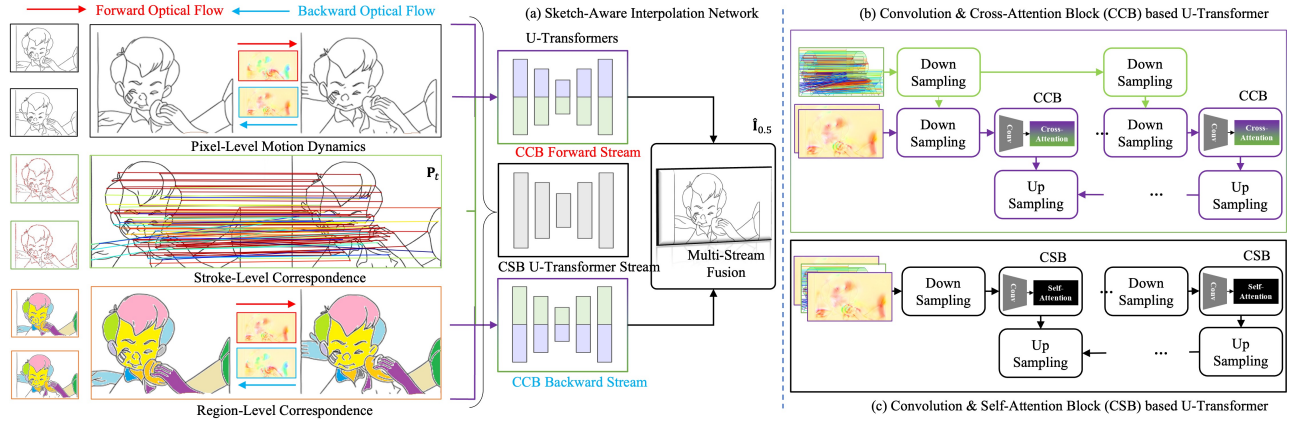 Forward Optical Flow
Backward Optical Flow
Pixel-Level Motion Dynamics
P_t
Stroke-Level Correspondence
Region-Level Correspondence
(a) Sketch-Aware Interpolation Network
U-Transformers
CCB Forward Stream
CSB U-Transformer Stream
CCB Backward Stream
Î_0.5
Multi-Stream
Fusion
(b) Convolution & Cross-Attention Block (CCB) based U-Transformer
Down
Sampling
Down
Sampling
Down
Sampling
CCB
Conv
Cross-
Attention
...
Down
Sampling
CCB
Conv
Cross-
Attention
Up
Sampling
...
Up
Sampling
Down
Sampling
CSB
Conv
Self-
Attention
...
Down
Sampling
CSB
Conv
Self-
Attention
Up
Sampling
...
Up
Sampling
(c) Convolution & Self-Attention Block (CSB) based U-Transformer